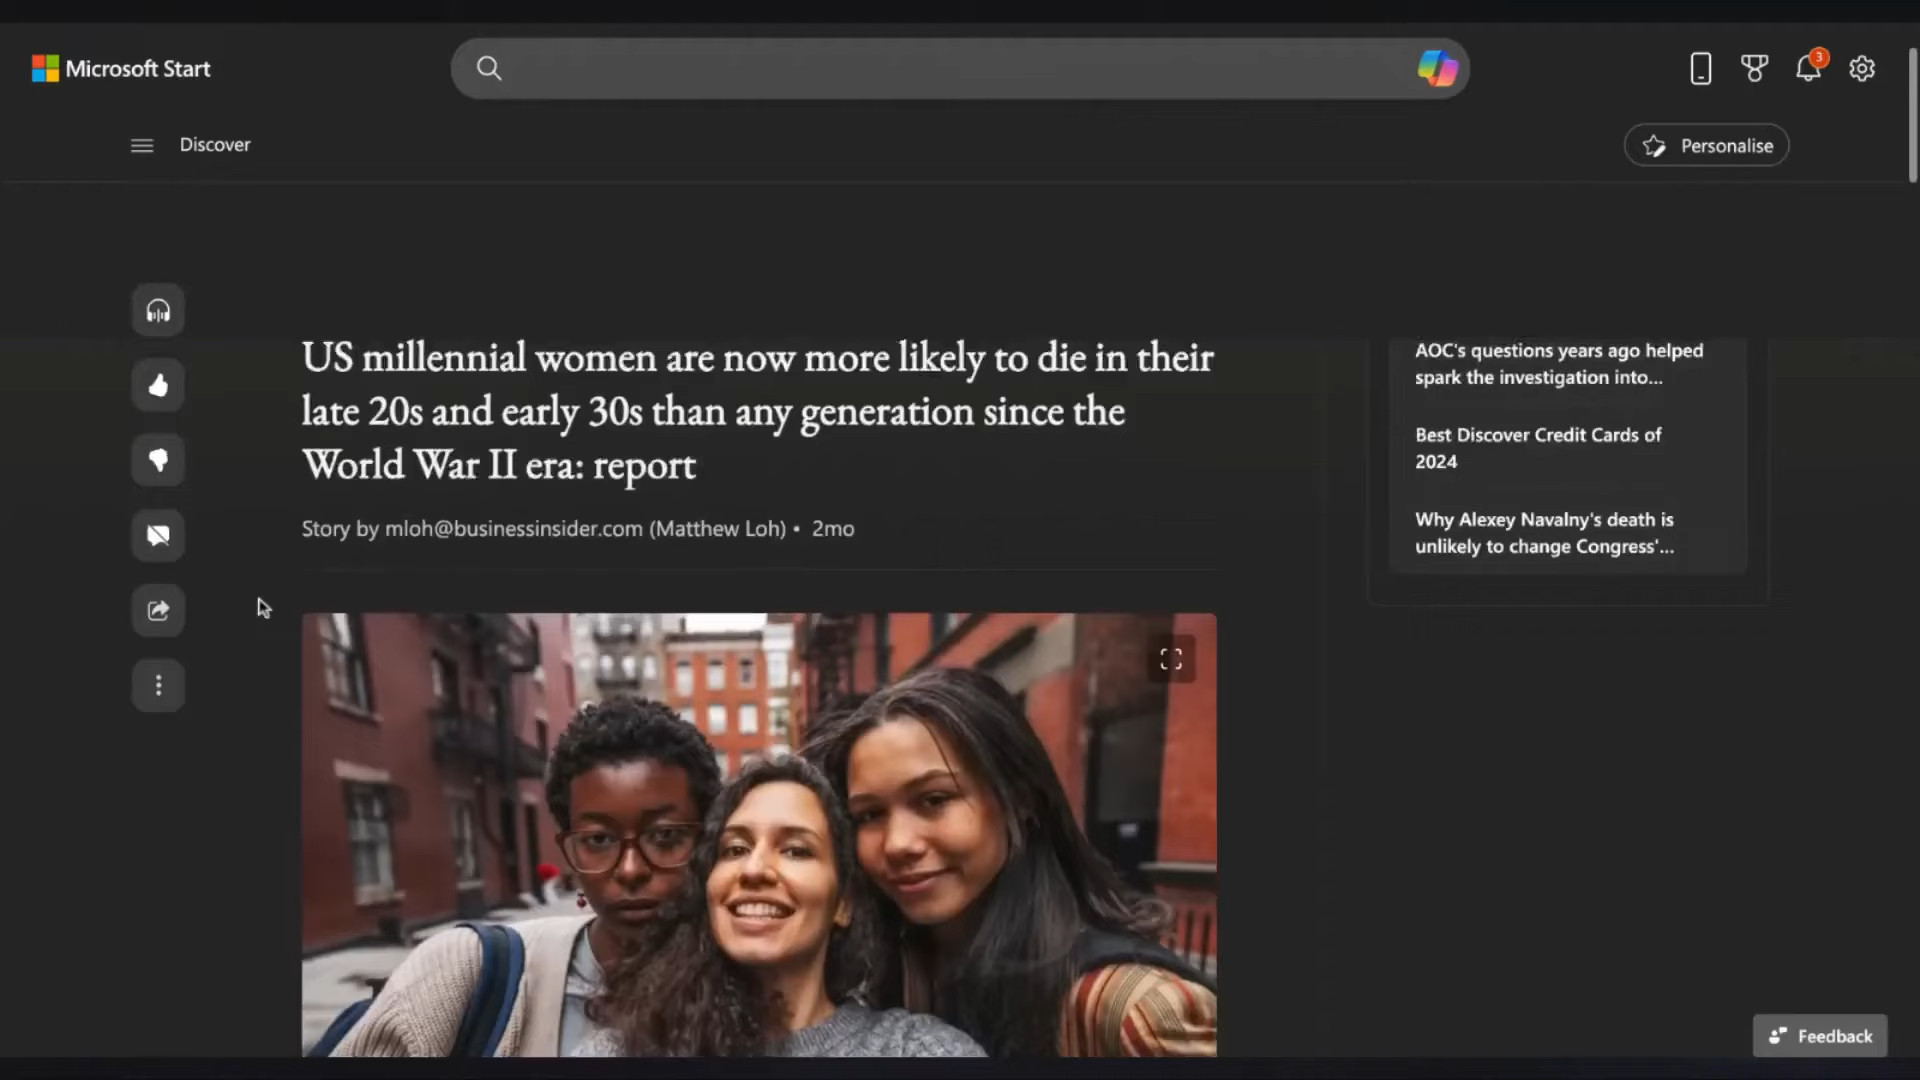 Microsoft Start
3
Discover
Personalise
US millennial women are now more likely to die in their
late 20s and early 30s than any generation since the
World War II era: report
Story by mloh@businessinsider.com (Matthew Loh) • 2mo
AOC's questions years ago helped
spark the investigation into...
Best Discover Credit Cards of
2024
Why Alexey Navalny's death is
unlikely to change Congress'...
Feedback